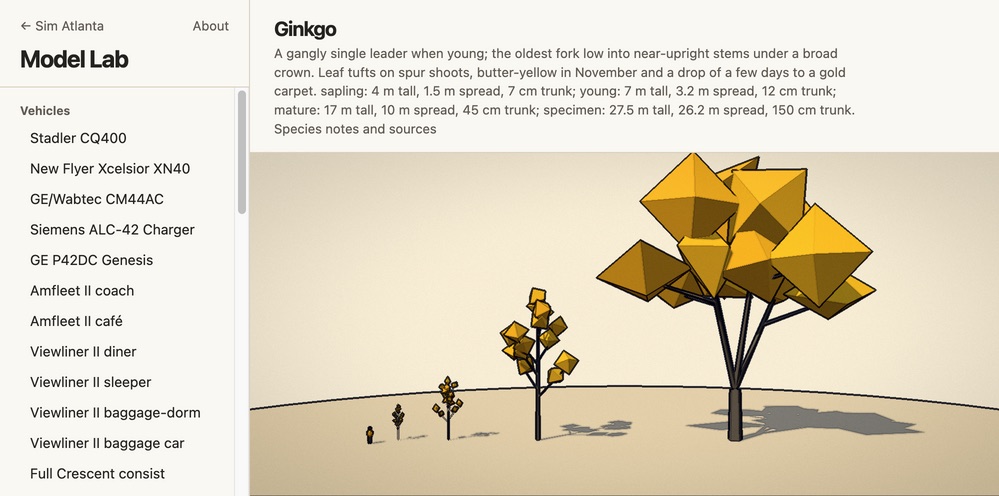 ← Sim Atlanta
About
Model Lab
Vehicles
Stadler CQ400
New Flyer Xcelsior XN40
GE/Wabtec CM44AC
Siemens ALC-42 Charger
GE P42DC Genesis
Amfleet II coach
Amfleet II café
Viewliner II diner
Viewliner II sleeper
Viewliner II baggage-dorm
Viewliner II baggage car
Full Crescent consist
Ginkgo
A gangly single leader when young; the oldest fork low into near-upright stems under a broad
crown. Leaf tufts on spur shoots, butter-yellow in November and a drop of a few days to a gold
carpet. sapling: 4 m tall, 1.5 m spread, 7 cm trunk; young: 7 m tall, 3.2 m spread, 12 cm trunk;
mature: 17 m tall, 10 m spread, 45 cm trunk; specimen: 27.5 m tall, 26.2 m spread, 150 cm trunk.
Species notes and sources